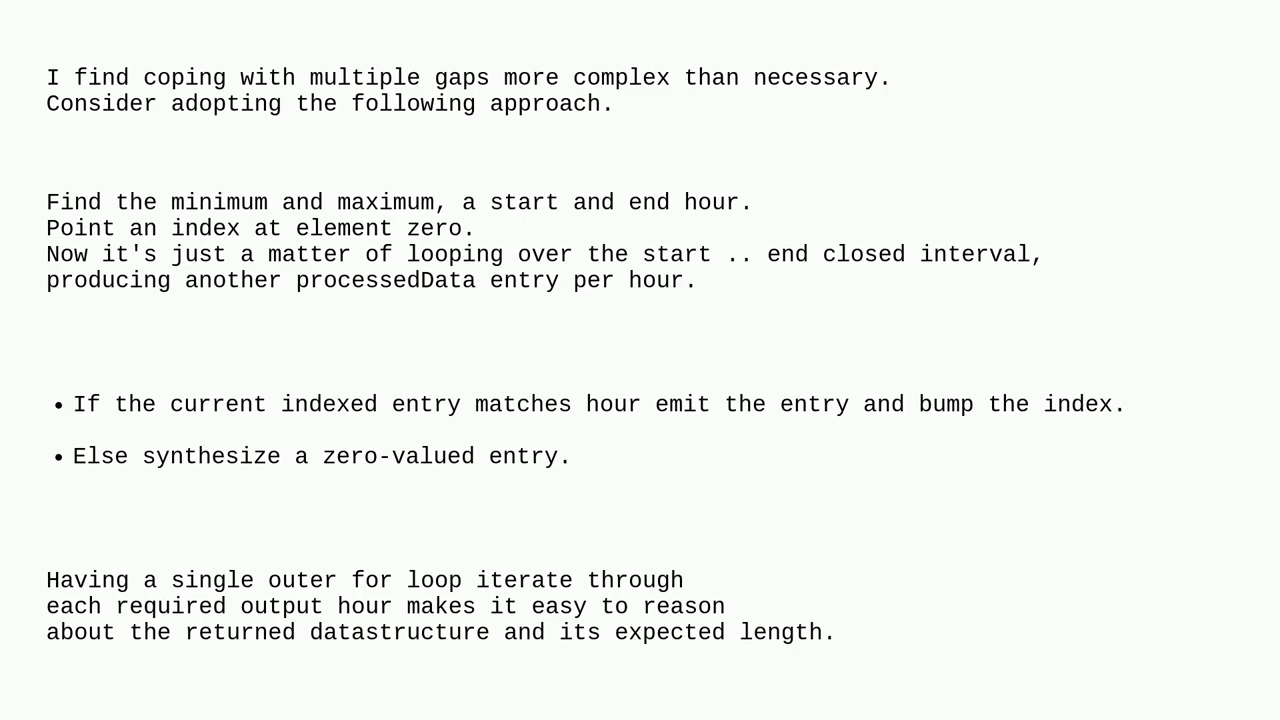 I find coping with multiple gaps more complex than necessary.
Consider adopting the following approach.
Find the minimum and maximum, a start and end hour.
Point an index at element zero.
Now it's just a matter of looping over the start .. end closed interval,
producing another processedData entry per hour.
• If the current indexed entry matches hour emit the entry and bump the index.
• Else synthesize a zero-valued entry.
Having a single outer for loop iterate through
each required output hour makes it easy to reason
about the returned datastructure and its expected length.